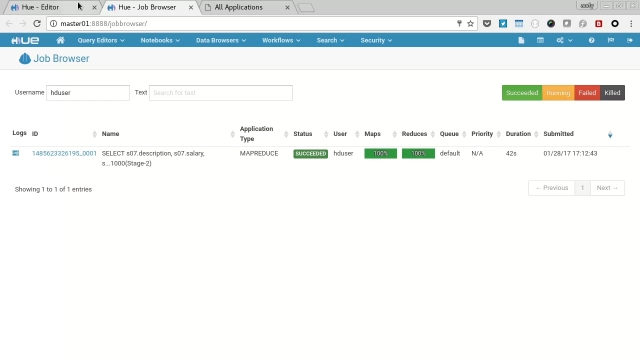 Hue - Editor
Hue - Job Browser
All Applications
master01:8888/jobbrowser/
HUE Query Editors Notebooks Data Browsers Workflows Search Security
Job Browser
Username hduser Text Search for text Succeeded Running Failed Killed
Logs ID Name Application Type Status User Maps Reduces Queue Priority Duration Submitted
1485623326195_0001 SELECT s07.description, s07.salary, s...1000(Stage-2) MAPREDUCE SUCCEEDED hduser 100% 100% default N/A 42s 01/28/17 17:12:43
Showing 1 to 1 of 1 entries
← Previous 1 Next →